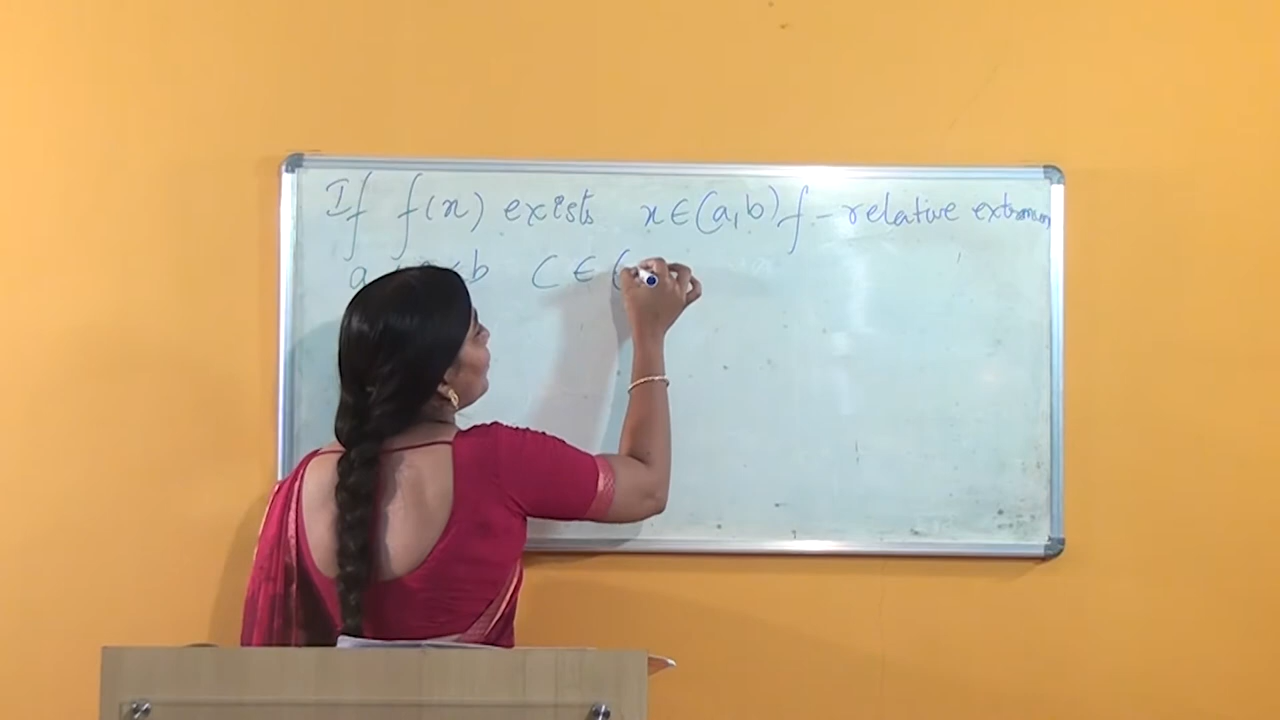 If f(x) exists x∈(a,b) f - relative extremum
a < b C ∈ (